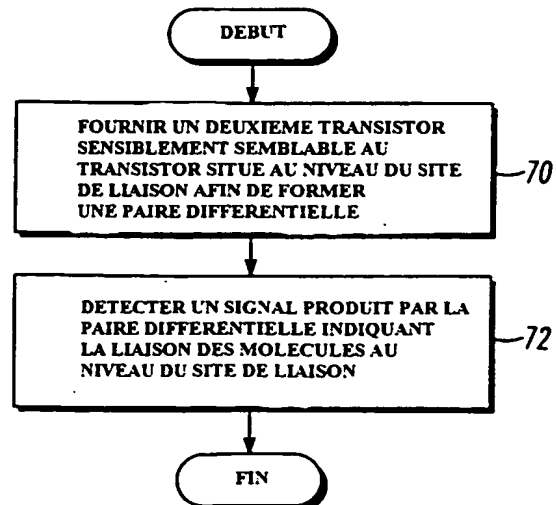 DEBUT
FOURNIR UN DEUXIEME TRANSISTOR
SENSIBLEMENT SEMBLABLE AU
TRANSISTOR SITUE AU NIVEAU DU SITE
DE LIAISON AFIN DE FORMER
UNE PAIRE DIFFERENTIELLE
70
DETECTER UN SIGNAL PRODUIT PAR LA
PAIRE DIFFERENTIELLE INDIQUANT
LA LIAISON DES MOLECULES AU
NIVEAU DU SITE DE LIAISON
72
FIN